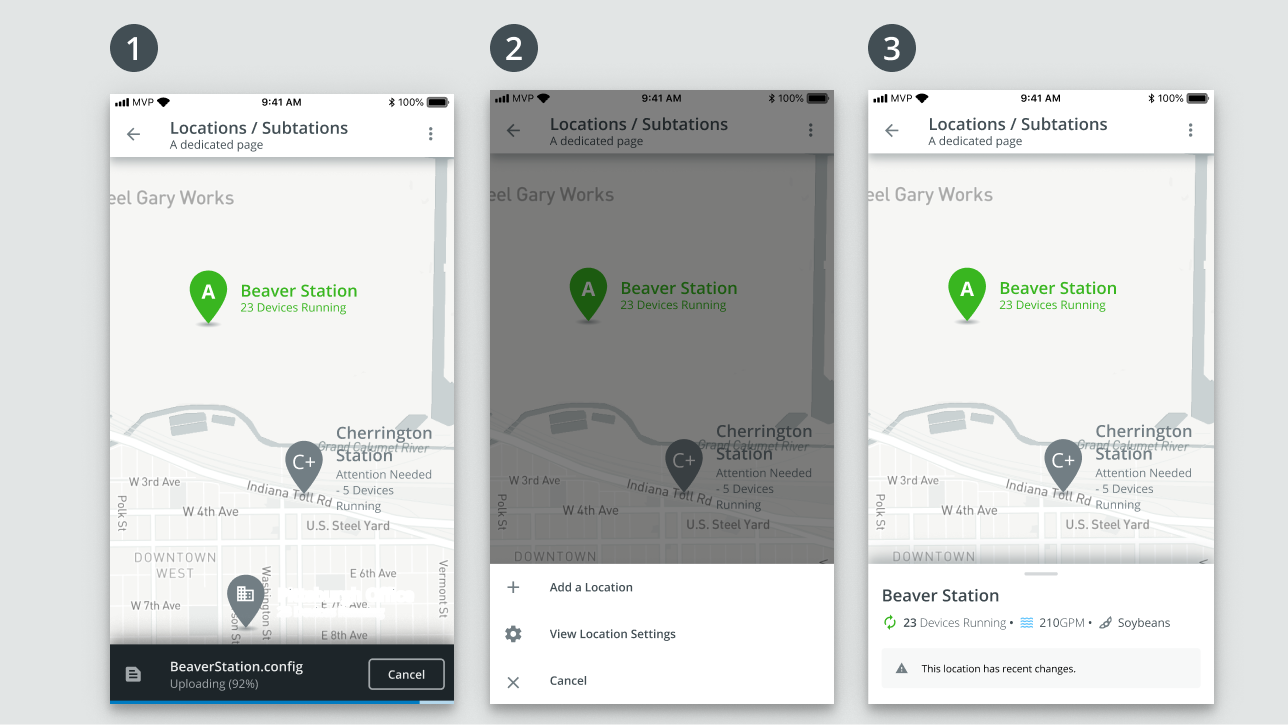 1
MVP
9:41 AM
100%
Locations / Subtations
A dedicated page
eel Gary Works
A
Beaver Station
23 Devices Running
Cherrington
Grand Calumet River
Station
C+
Attention Needed
- 5 Devices
Running
W 3rd Ave
Indiana Toll Rd
Polk St
W 4th Ave
U.S. Steel Yard
DOWNTOWN
WEST
E 6th Ave
Washington St
Vermont St
W 7th Ave
E 7th Ave
son St
E 8th Ave
BeaverStation.config
Uploading (92%)
Cancel
2
MVP
9:41 AM
100%
Locations / Subtations
A dedicated page
eel Gary Works
A
Beaver Station
23 Devices Running
Cherrington
Grand Calumet River
Station
C+
Attention Needed
- 5 Devices
Running
W 3rd Ave
Indiana Toll Rd
Polk St
W 4th Ave
U.S. Steel Yard
DOWNTOWN
Add a Location
View Location Settings
Cancel
3
MVP
9:41 AM
100%
Locations / Subtations
A dedicated page
eel Gary Works
A
Beaver Station
23 Devices Running
Cherrington
Grand Calumet River
Station
C+
Attention Needed
- 5 Devices
Running
W 3rd Ave
Indiana Toll Rd
Polk St
W 4th Ave
U.S. Steel Yard
DOWNTOWN
Beaver Station
23 Devices Running • 210GPM • Soybeans
This location has recent changes.